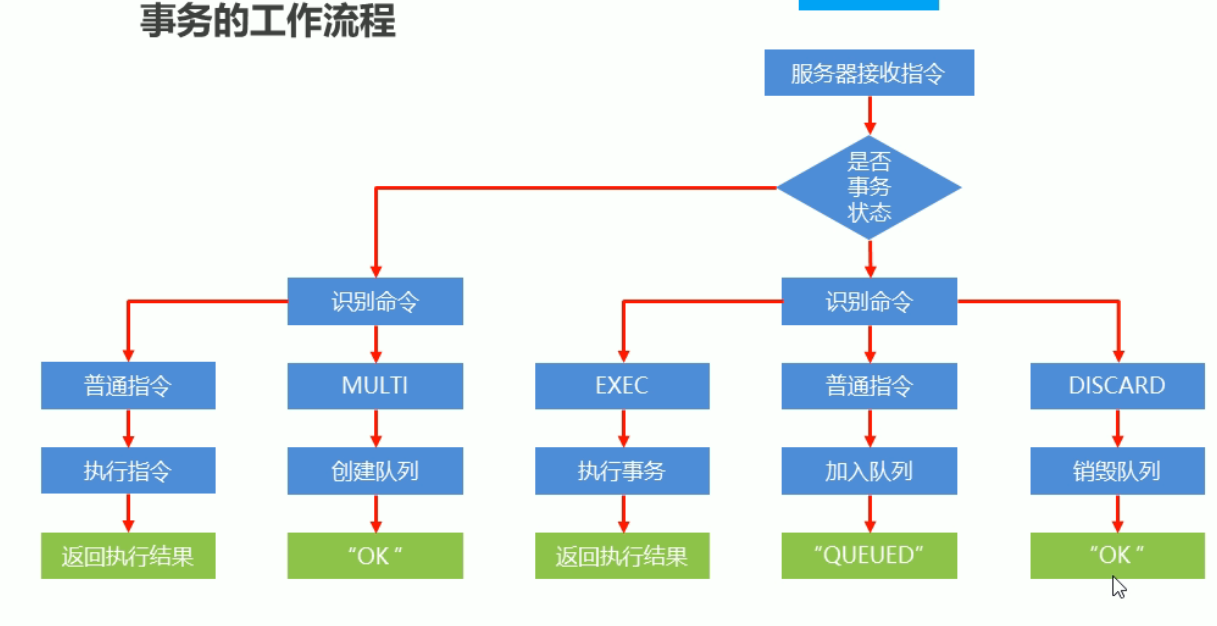 事务的工作流程
服务器接收指令
是否
事务
状态
识别命令
识别命令
普通指令
MULTI
EXEC
普通指令
DISCARD
执行指令
创建队列
执行事务
加入队列
销毁队列
返回执行结果
“OK”
返回执行结果
“QUEUED”
“OK”